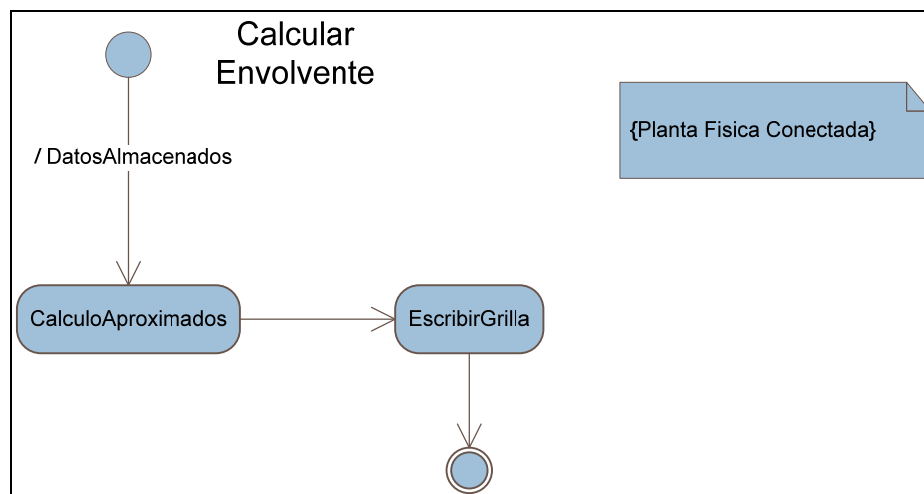 Calcular
Envolvente
{Planta Fisica Conectada}
/ DatosAlmacenados
CalculoAproximados
EscribirGrilla